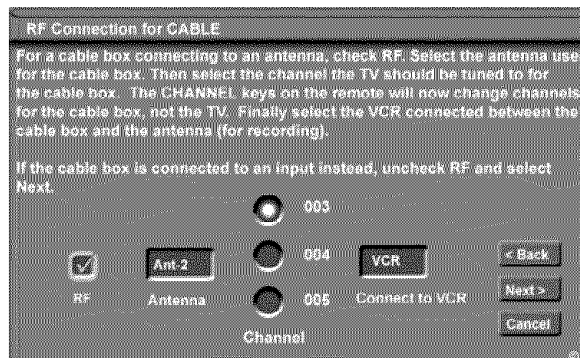 RF Connection for CABLE
For a cable box connecting to an antenna, check RF. Select the antenna use
for the cable box. Then select the channel the TV should be tuned to for
the cable box. The CHANNEL keys on the remote will now change channels
for the cable box, not the TV. Finally select the VCR connected between the
cable box and the antenna (for recording).
If the cable box is connected to an input instead, uncheck RF and select
Next.
003
004
005
Channel
RF
Ant-2
Antenna
VCR
Connect to VCR
< Back
Next >
Cancel